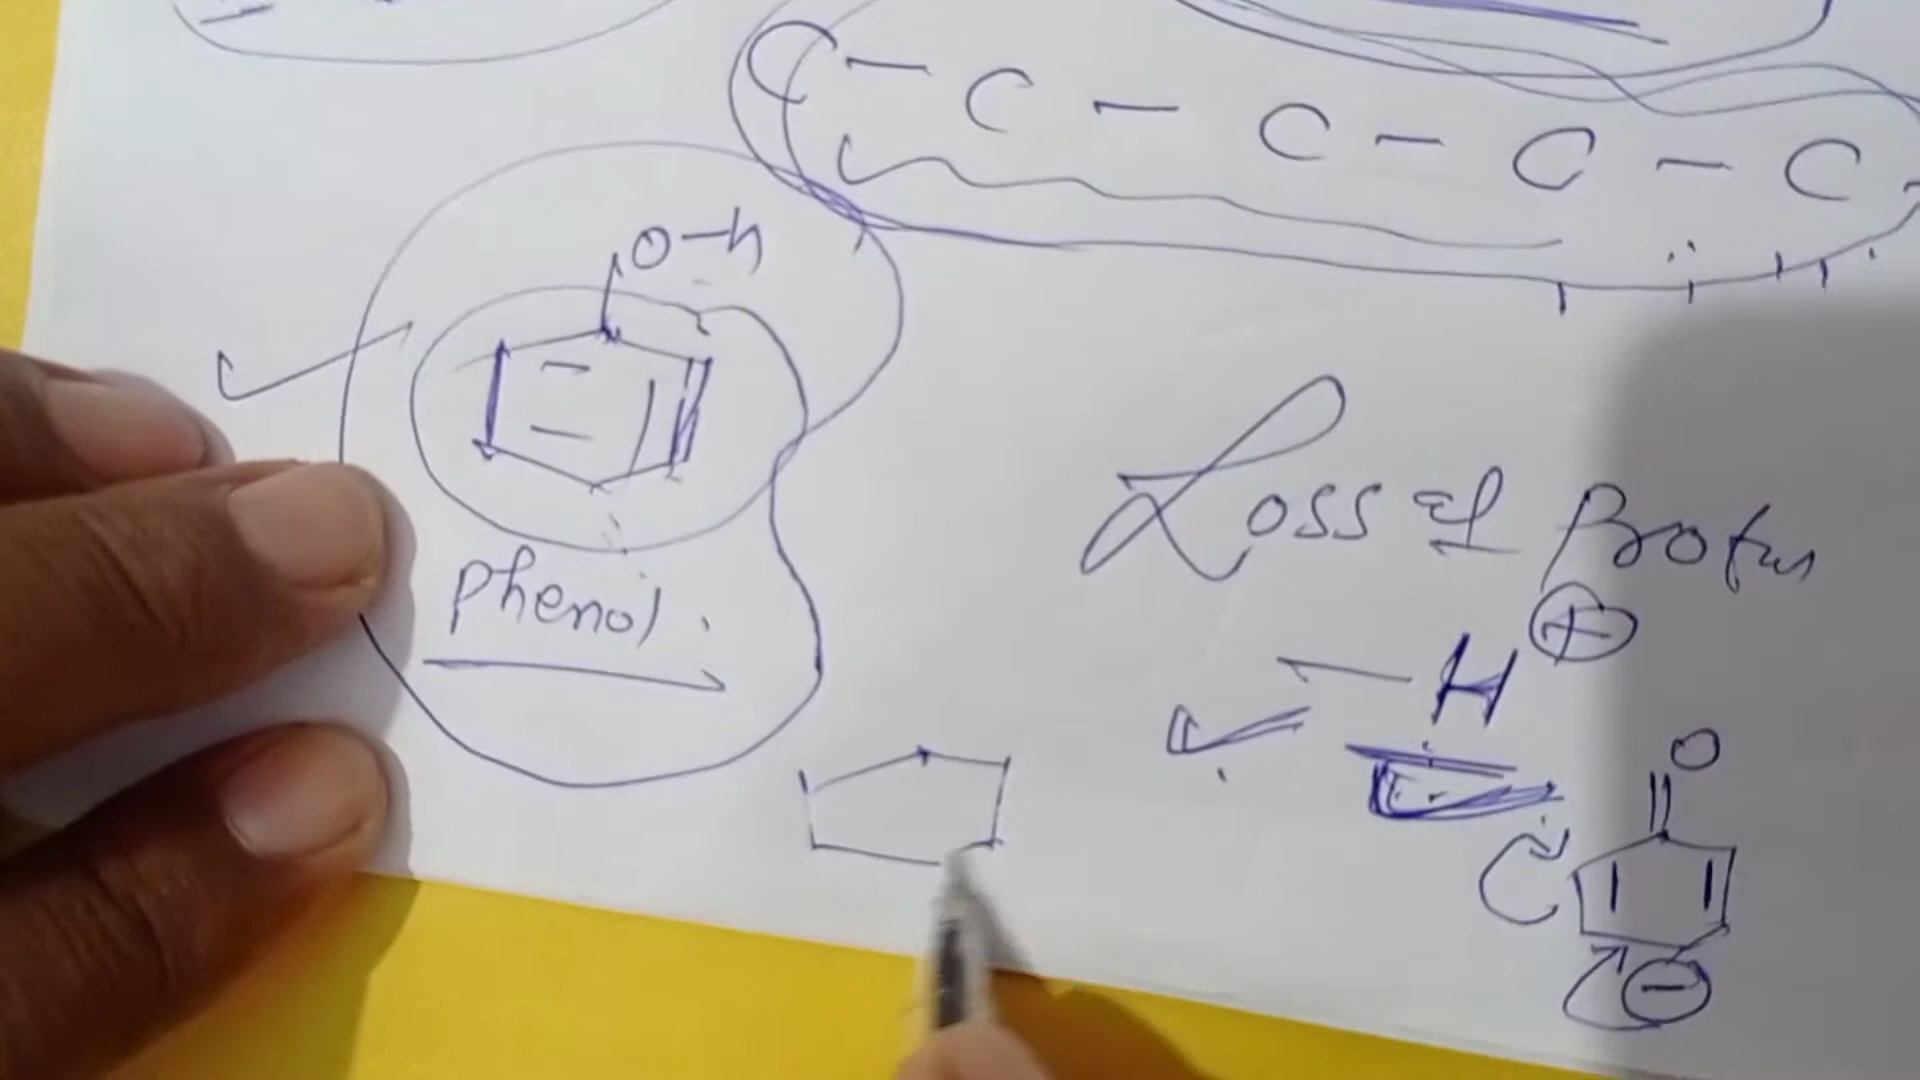 C — C — C — C — C
O-H
Loss of Proton
phenol.
⊕
— H
O
⊖